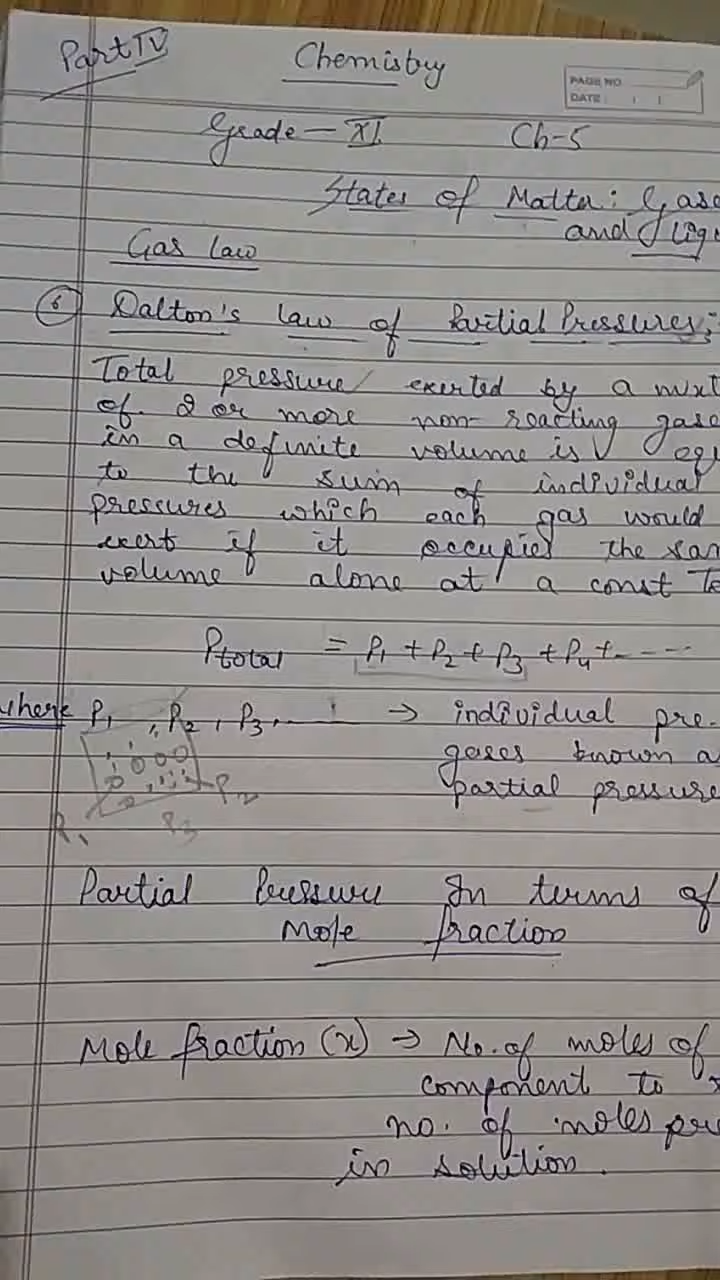 Part IV
Chemistry
PAGE NO.
DATE:
Grade - XI Ch-5
States of Matter: Gase
and Liq
Gas law
6 Dalton's law of Partial Pressures;
Total pressure exerted by a mixt
of 2 or more non-reacting gase
in a definite volume is equ
to the sum of individual
pressures which each gas would
exert if it occupied the sam
volume alone at a const Te
Ptotal = P1 + P2 + P3 + P4 + .....
where P1, P2, P3, ..... → individual pre
gases known a
partial pressure
P2
P1
P3
Partial Pressure In terms of
Mole fraction
Mole fraction (x) → No. of moles of
component to
no. of moles pre
in solution.